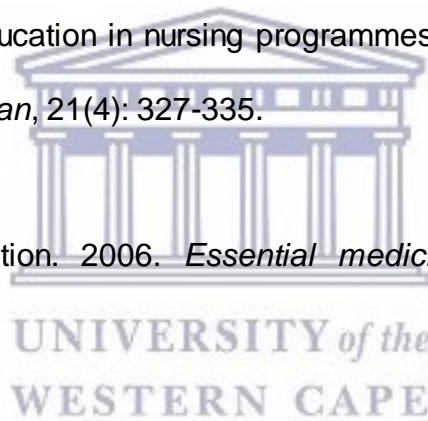 ucation in nursing programmes
an, 21(4): 327-335.
tion. 2006. Essential medic
UNIVERSITY of the
WESTERN CAPE